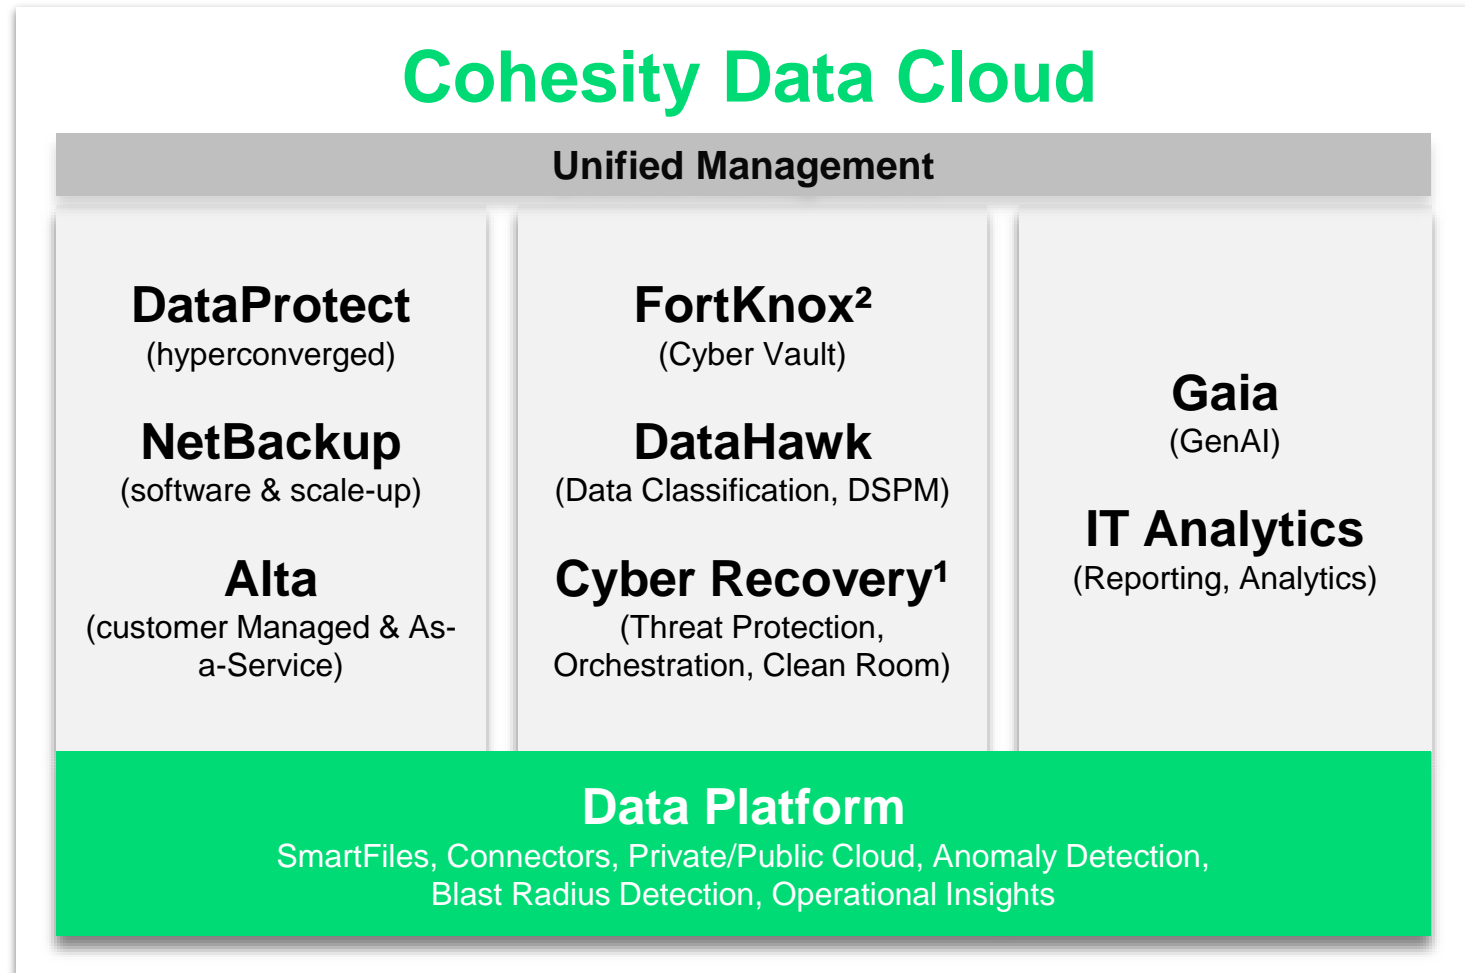 Cohesity Data Cloud
Unified Management
DataProtect
(hyperconverged)
NetBackup
(software & scale-up)
Alta
(customer Managed & As-
a-Service)
FortKnox²
(Cyber Vault)
DataHawk
(Data Classification, DSPM)
Cyber Recovery¹
(Threat Protection,
Orchestration, Clean Room)
Gaia
(GenAI)
IT Analytics
(Reporting, Analytics)
Data Platform
SmartFiles, Connectors, Private/Public Cloud, Anomaly Detection,
Blast Radius Detection, Operational Insights